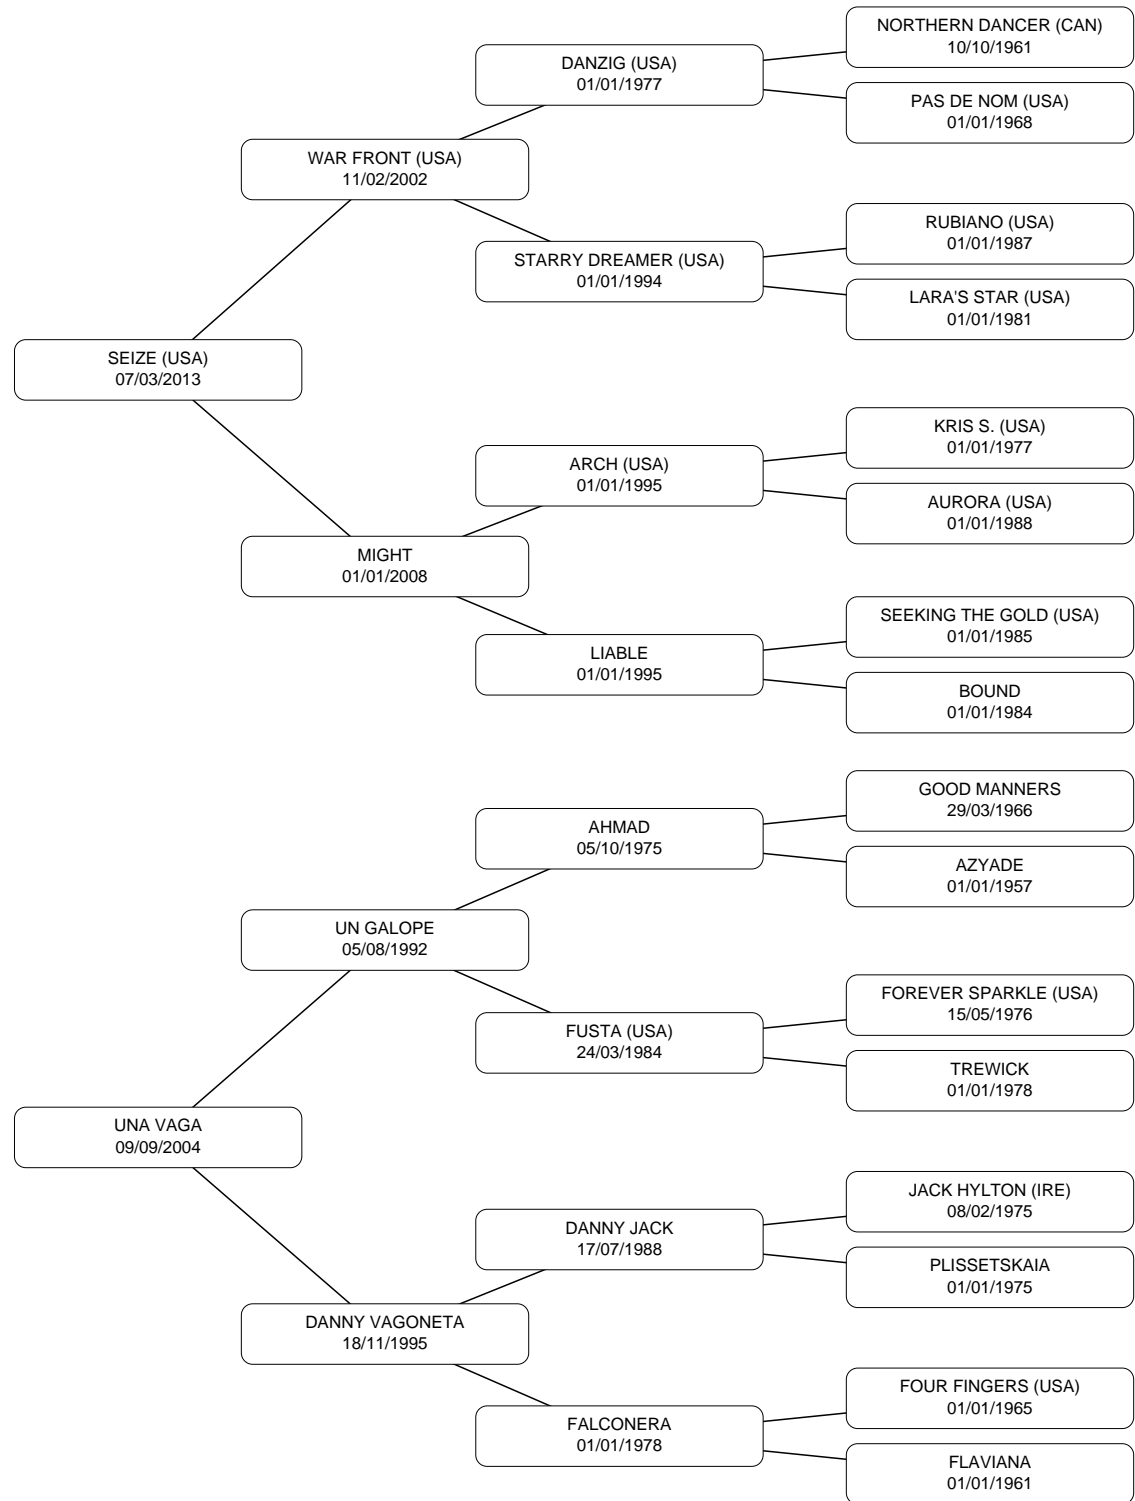 NORTHERN DANCER (CAN)
10/10/1961
DANZIG (USA)
01/01/1977
PAS DE NOM (USA)
01/01/1968
WAR FRONT (USA)
11/02/2002
RUBIANO (USA)
01/01/1987
STARRY DREAMER (USA)
01/01/1994
LARA'S STAR (USA)
01/01/1981
SEIZE (USA)
07/03/2013
KRIS S. (USA)
01/01/1977
ARCH (USA)
01/01/1995
AURORA (USA)
01/01/1988
MIGHT
01/01/2008
SEEKING THE GOLD (USA)
01/01/1985
LIABLE
01/01/1995
BOUND
01/01/1984
GOOD MANNERS
29/03/1966
AHMAD
05/10/1975
AZYADE
01/01/1957
UN GALOPE
05/08/1992
FOREVER SPARKLE (USA)
15/05/1976
FUSTA (USA)
24/03/1984
TREWICK
01/01/1978
UNA VAGA
09/09/2004
JACK HYLTON (IRE)
08/02/1975
DANNY JACK
17/07/1988
PLISSETSKAIA
01/01/1975
DANNY VAGONETA
18/11/1995
FOUR FINGERS (USA)
01/01/1965
FALCONERA
01/01/1978
FLAVIANA
01/01/1961